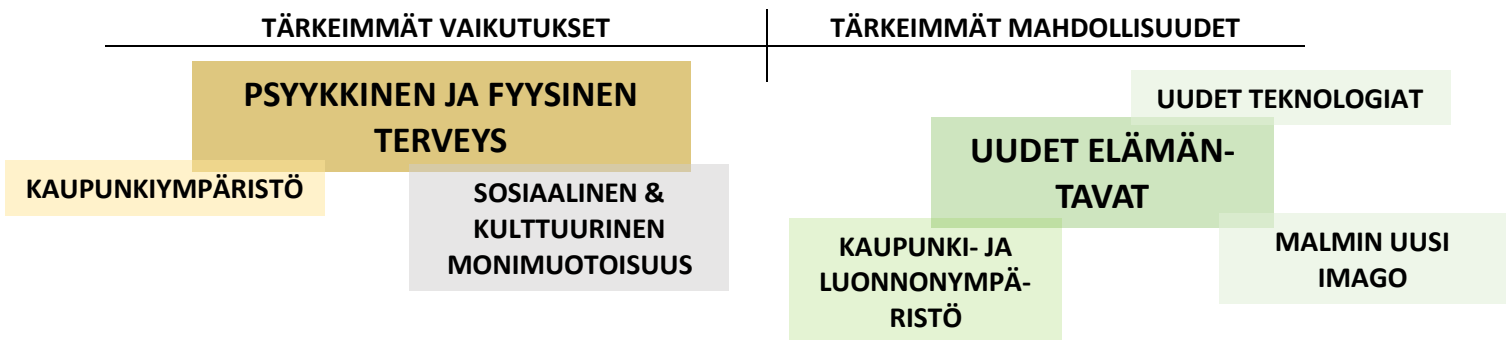 TÄRKEIMMÄT VAIKUTUKSET
PSYYKKINEN JA FYYSINEN
TERVEYS
KAUPUNKIYMPÄRISTÖ
SOSIAALINEN &
KULTTUURINEN
MONIMUOTOISUUS
TÄRKEIMMÄT MAHDOLLISUUDET
UUDET TEKNOLOGIAT
UUDET ELÄMÄN-
TAVAT
KAUPUNKI- JA
LUONNONYMPÄ-
RISTÖ
MALMIN UUSI
IMAGO